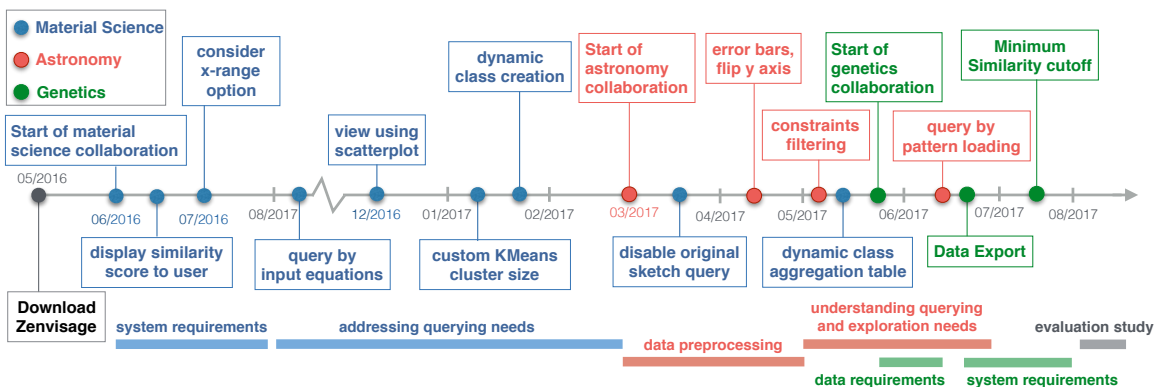 Material Science
Astronomy
Genetics
consider
x-range
option
dynamic
class creation
Start of
astronomy
collaboration
error bars,
flip y axis
Start of
genetics
collaboration
Minimum
Similarity cutoff
Start of material
science collaboration
view using
scatterplot
constraints
filtering
query by
pattern loading
05/2016
06/2016
07/2016
08/2017
12/2016
01/2017
02/2017
03/2017
04/2017
05/2017
06/2017
07/2017
08/2017
display similarity
score to user
query by
input equations
custom KMeans
cluster size
disable original
sketch query
dynamic class
aggregation table
Data Export
Download
Zenvisage
system requirements
addressing querying needs
data preprocessing
understanding querying
and exploration needs
evaluation study
data requirements
system requirements